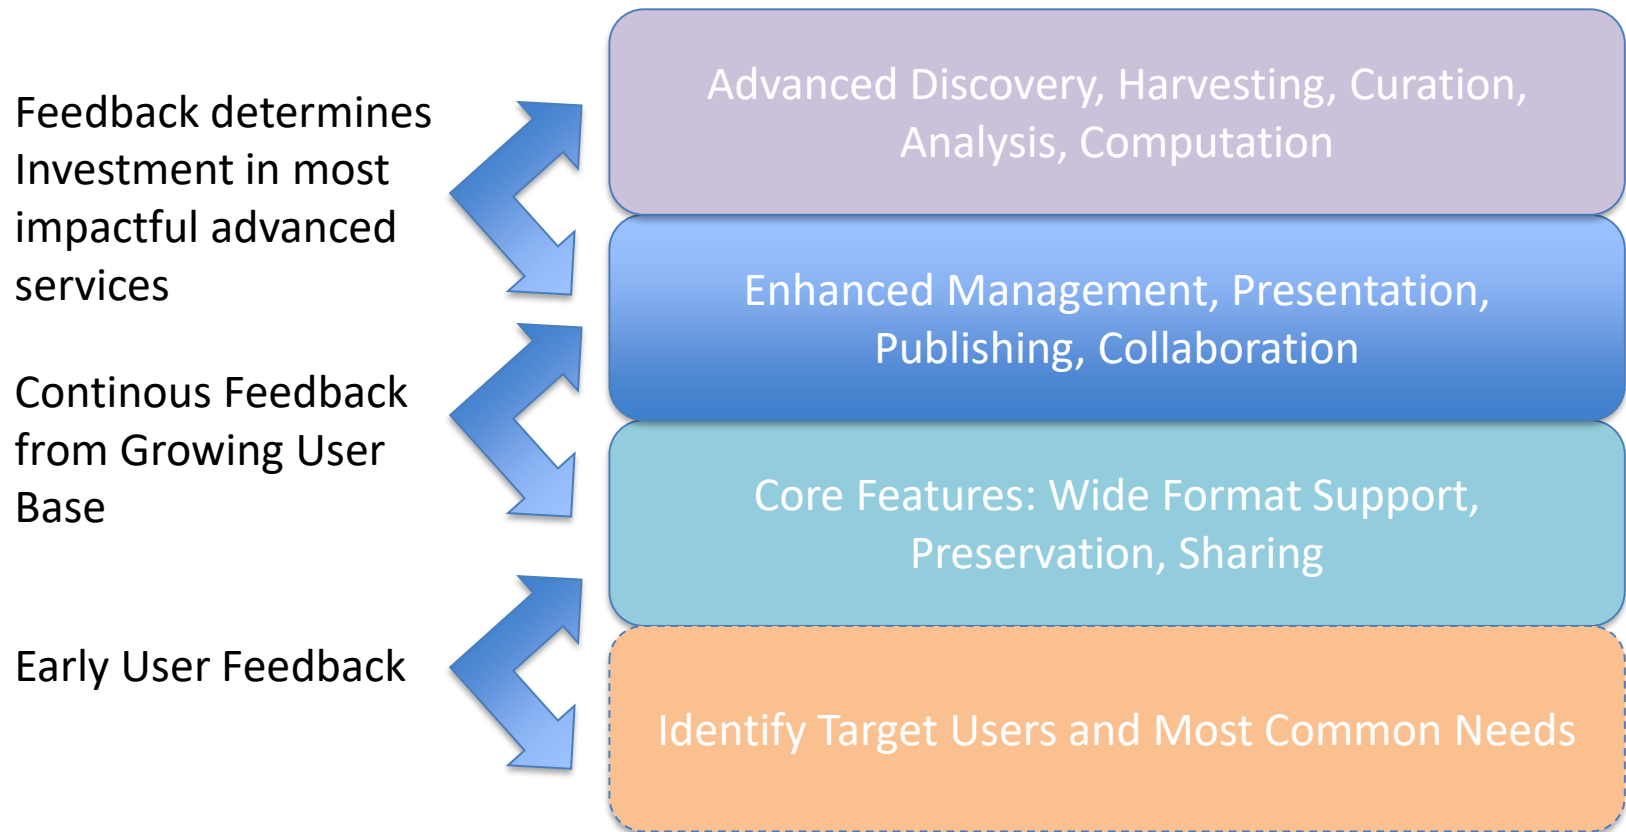 Feedback determines
Investment in most
impactful advanced
services
Continous Feedback
from Growing User
Base
Early User Feedback
Advanced Discovery, Harvesting, Curation,
Analysis, Computation
Enhanced Management, Presentation,
Publishing, Collaboration
Core Features: Wide Format Support,
Preservation, Sharing
Identify Target Users and Most Common Needs